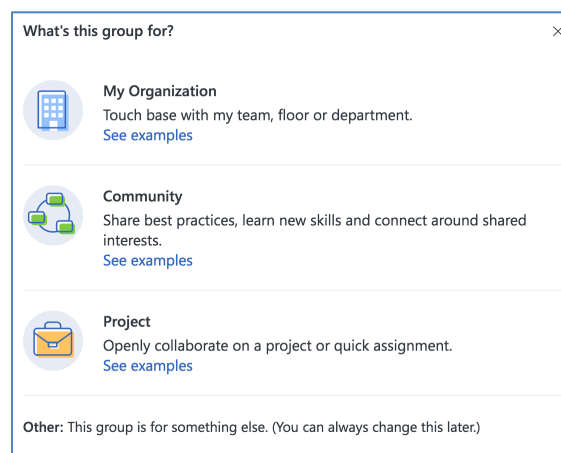 What's this group for?
My Organization
Touch base with my team, floor or department.
See examples
Community
Share best practices, learn new skills and connect around shared
interests.
See examples
Project
Openly collaborate on a project or quick assignment.
See examples
Other: This group is for something else. (You can always change this later.)